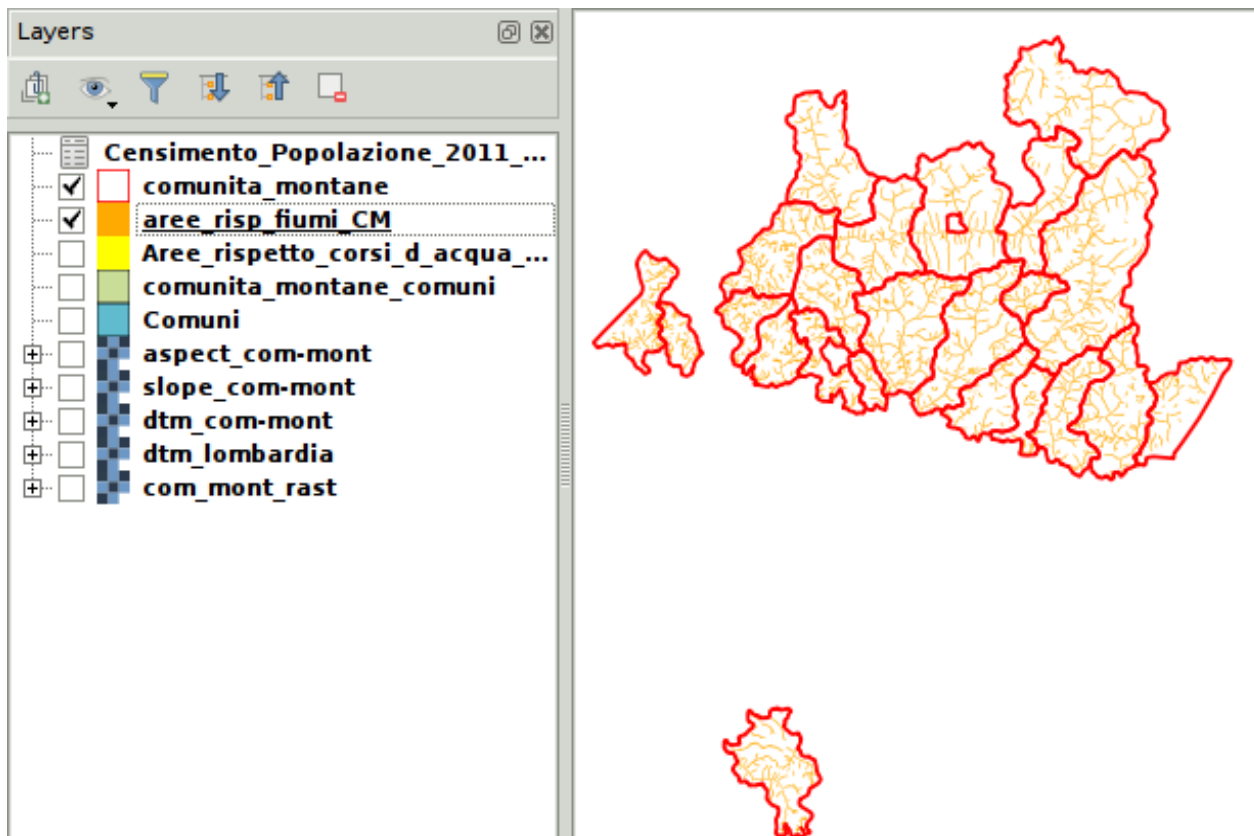 Layers
Censimento_Popolazione_2011_...
comunita_montane
aree_risp_fiumi_CM
Aree_rispetto_corsi_d_acqua_...
comunita_montane_comuni
Comuni
aspect_com-mont
slope_com-mont
dtm_com-mont
dtm_lombardia
com_mont_rast